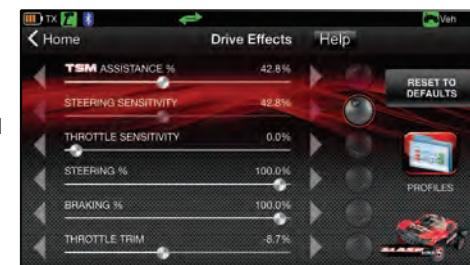 TX Veh
Home Drive Effects Help
TSM ASSISTANCE % 42.8%
STEERING SENSITIVITY 42.8%
THROTTLE SENSITIVITY 0.0%
STEERING % 100.0%
BRAKING % 100.0%
THROTTLE TRIM -8.7%
RESET TO
DEFAULTS
PROFILES
SLASH